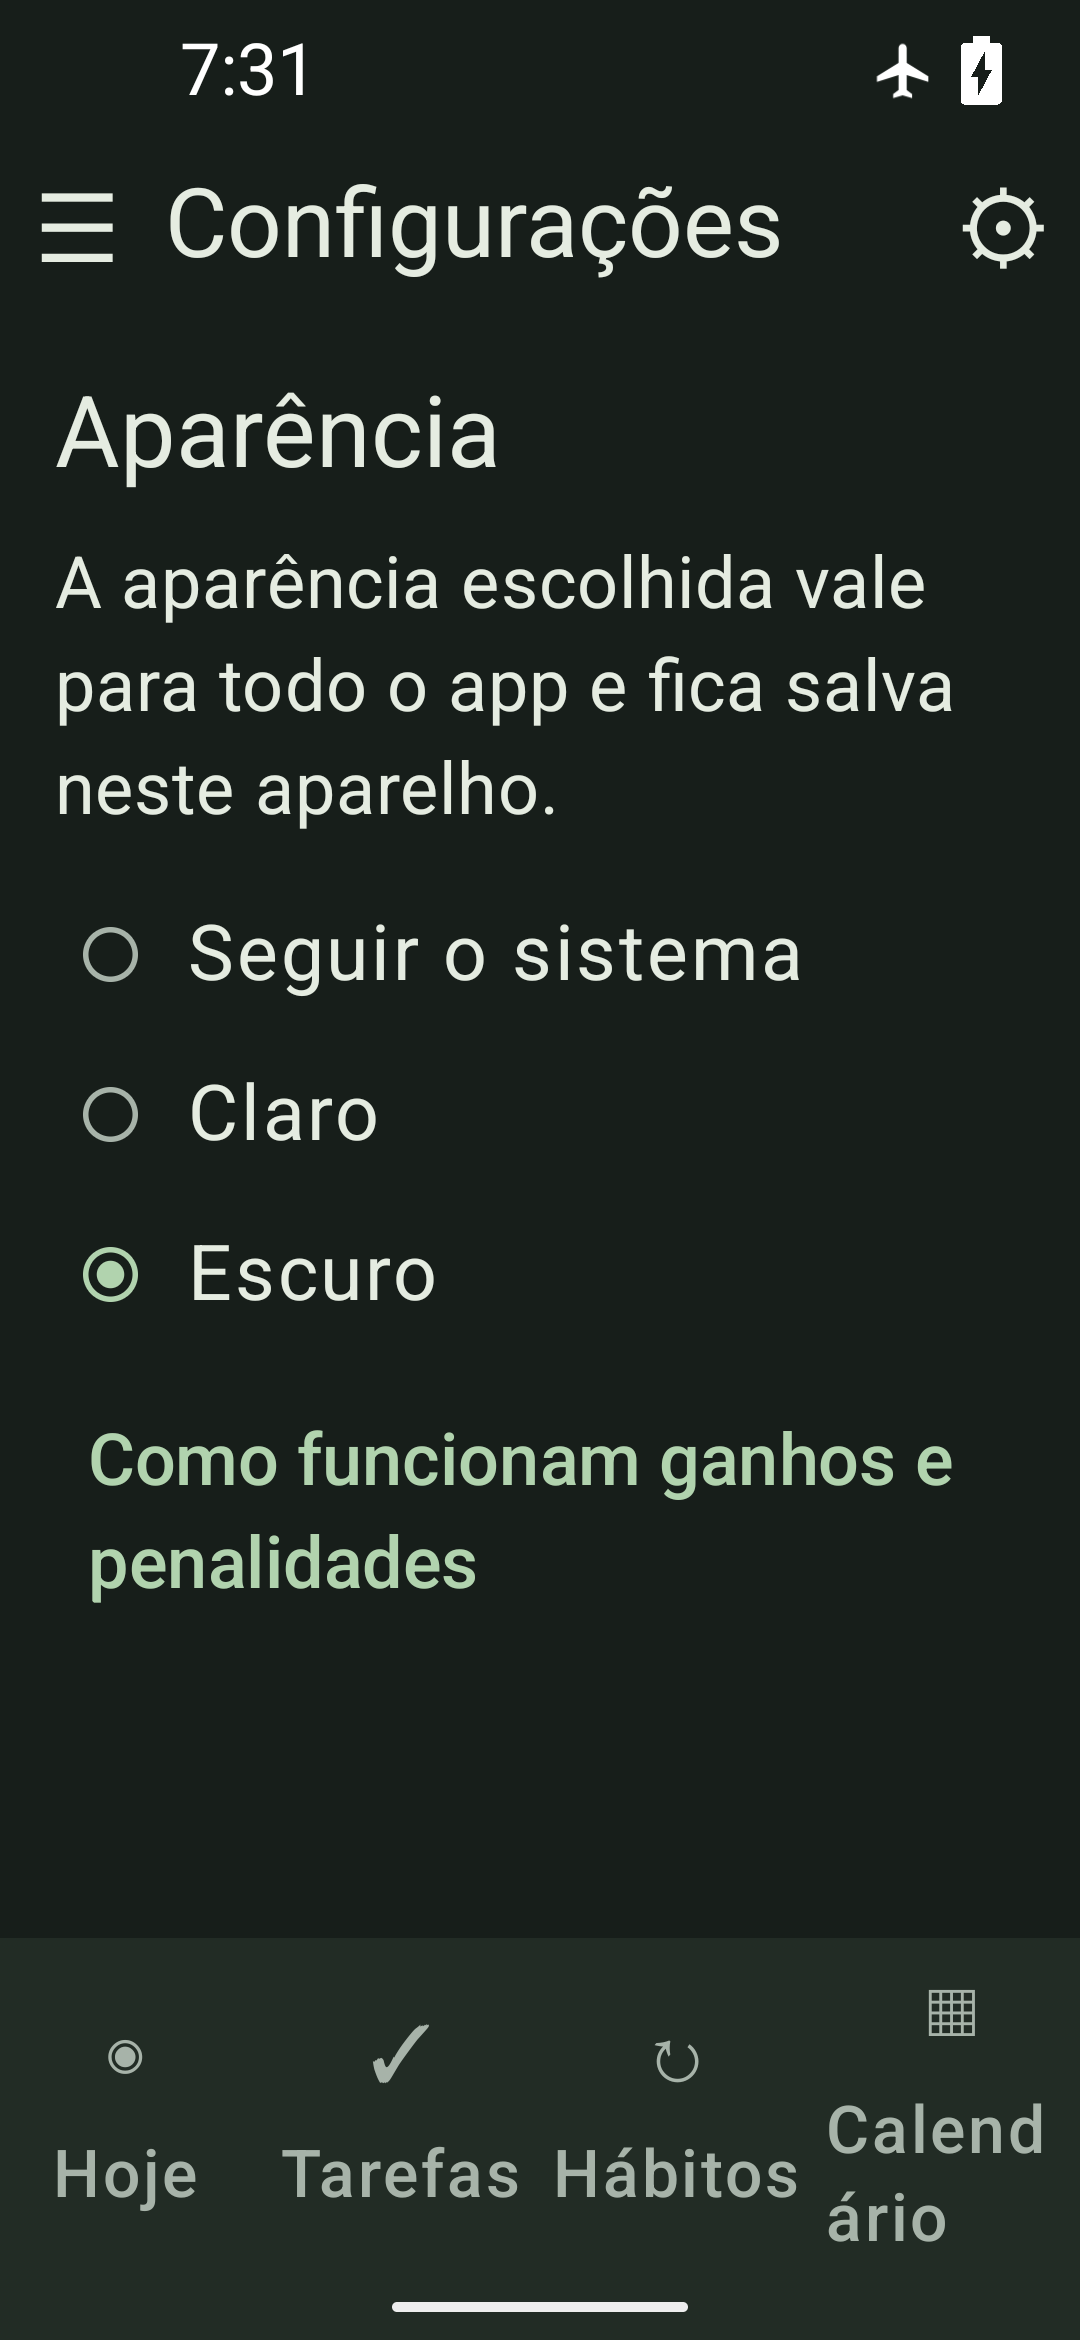 7:31
Configurações
Aparência
A aparência escolhida vale
para todo o app e fica salva
neste aparelho.
Seguir o sistema
Claro
Escuro
Como funcionam ganhos e
penalidades
Hoje
Tarefas
Hábitos
Calend
ário